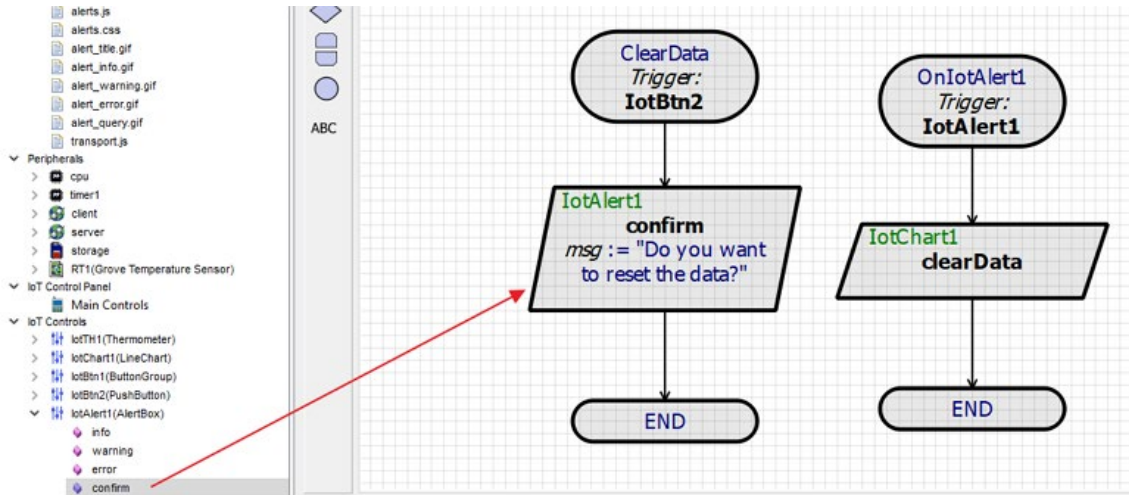 alerts.js
alerts.css
alert_title.gif
alert_info.gif
alert_warning.gif
alert_error.gif
alert_query.gif
transport.js
Peripherals
cpu
timer1
client
server
storage
RT1(Grove Temperature Sensor)
IoT Control Panel
Main Controls
IoT Controls
IotTH1(Thermometer)
IotChart1(LineChart)
IotBtn1(ButtonGroup)
IotBtn2(PushButton)
IotAlert1(AlertBox)
info
warning
error
confirm
ABC
ClearData
Trigger:
IotBtn2
IotAlert1
confirm
msg := "Do you want
to reset the data?"
END
OnIotAlert1
Trigger:
IotAlert1
IotChart1
clearData
END